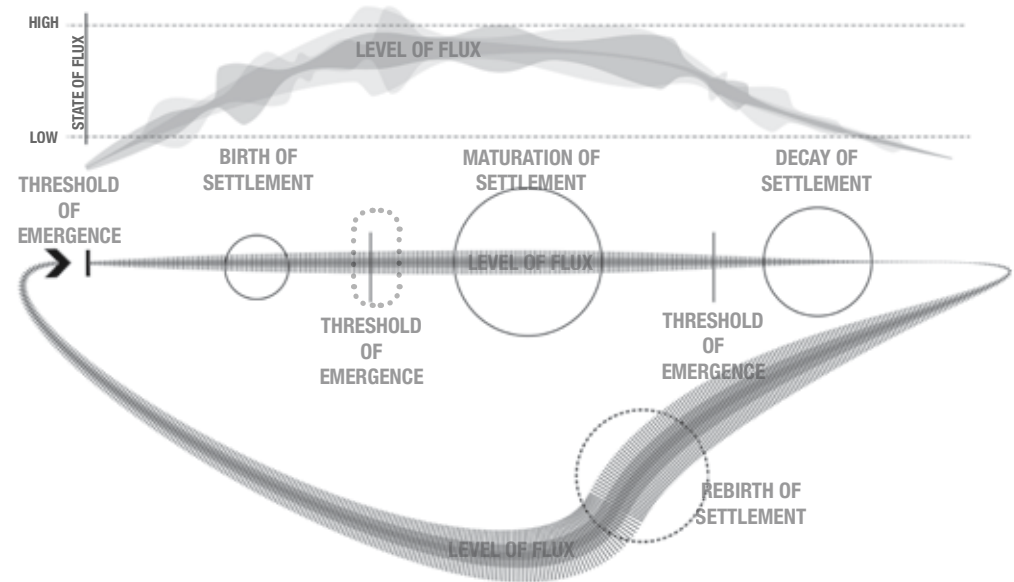 HIGH
LEVEL OF FLUX
STATE OF FLUX
LOW
BIRTH OF
SETTLEMENT
MATURATION OF
SETTLEMENT
DECAY OF
SETTLEMENT
THRESHOLD
OF
EMERGENCE
LEVEL OF FLUX
THRESHOLD
OF
EMERGENCE
THRESHOLD
OF
EMERGENCE
REBIRTH OF
SETTLEMENT
LEVEL OF FLUX